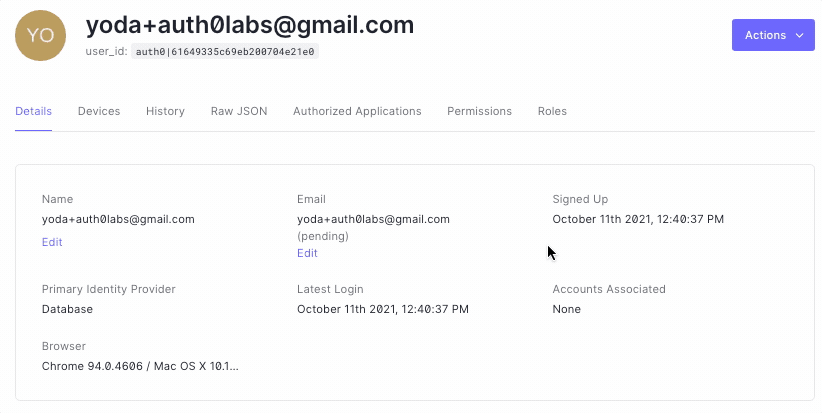 YO
yoda+auth0labs@gmail.com
user_id: auth0|61649335c69eb200704e21e0
Actions
Details Devices History Raw JSON Authorized Applications Permissions Roles
Name Email Signed Up
yoda+auth0labs@gmail.com yoda+auth0labs@gmail.com October 11th 2021, 12:40:37 PM
(pending)
Edit Edit
Primary Identity Provider Latest Login Accounts Associated
Database October 11th 2021, 12:40:37 PM None
Browser
Chrome 94.0.4606 / Mac OS X 10.1...